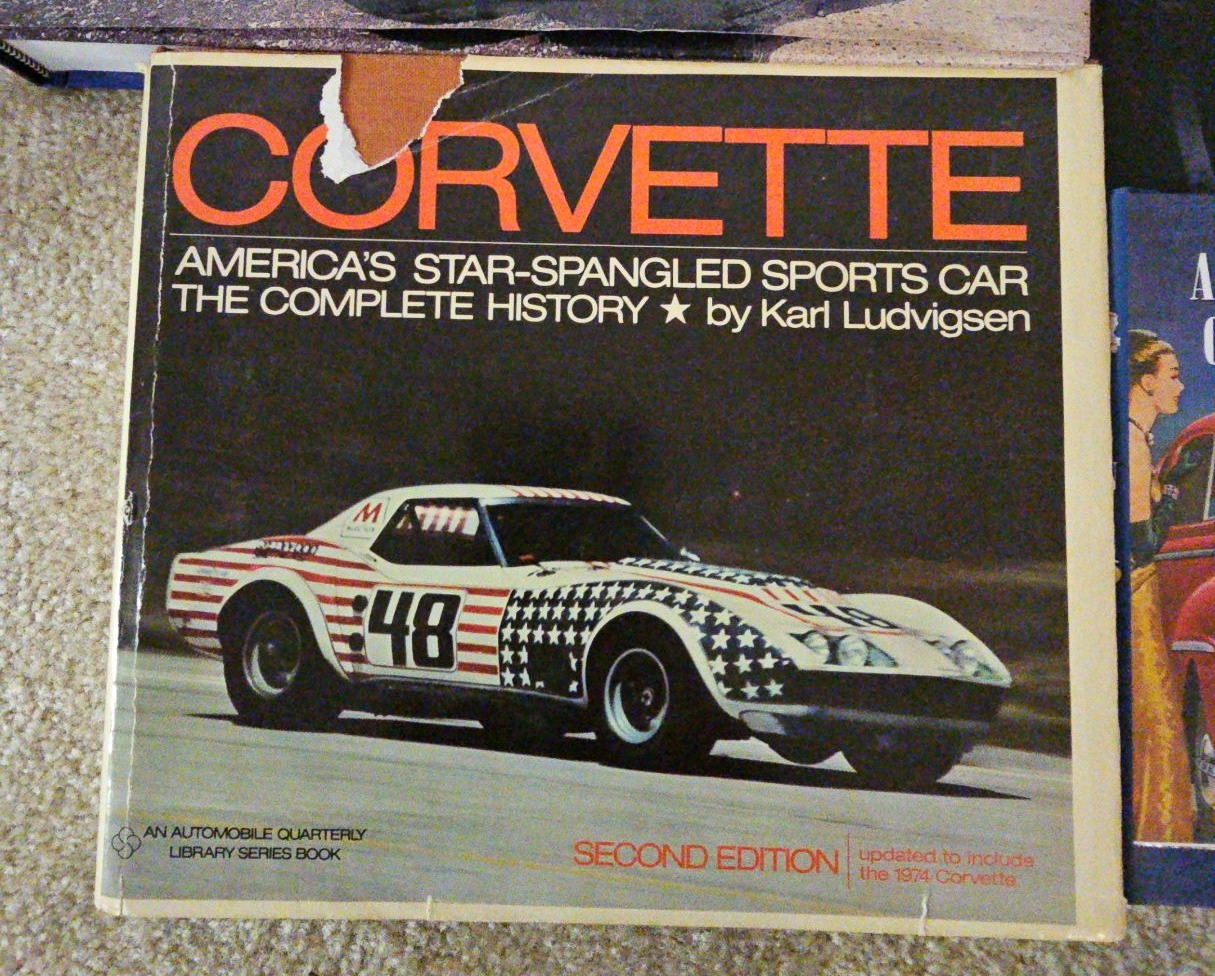 CORVETTE
AMERICA'S STAR-SPANGLED SPORTS CAR
THE COMPLETE HISTORY ★ by Karl Ludvigsen
M
48
48
AN AUTOMOBILE QUARTERLY
LIBRARY SERIES BOOK
SECOND EDITION
updated to include
the 1974 Corvette
A